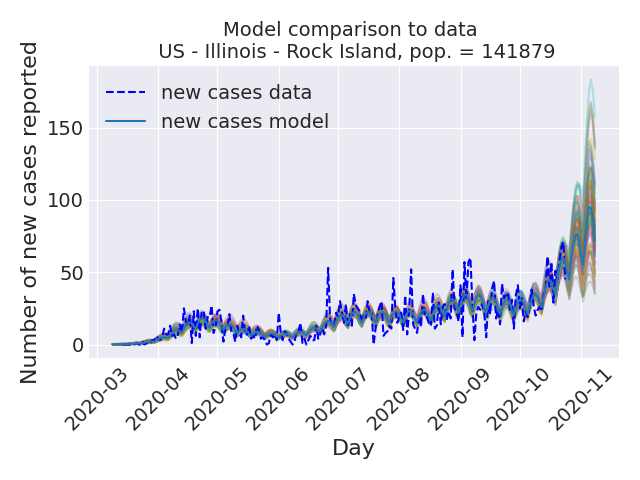 Model comparison to data
US - Illinois - Rock Island, pop. = 141879
new cases data
new cases model
Number of new cases reported
150
100
50
0
2020-03
2020-04
2020-05
2020-06
2020-07
2020-08
2020-09
2020-10
2020-11
Day